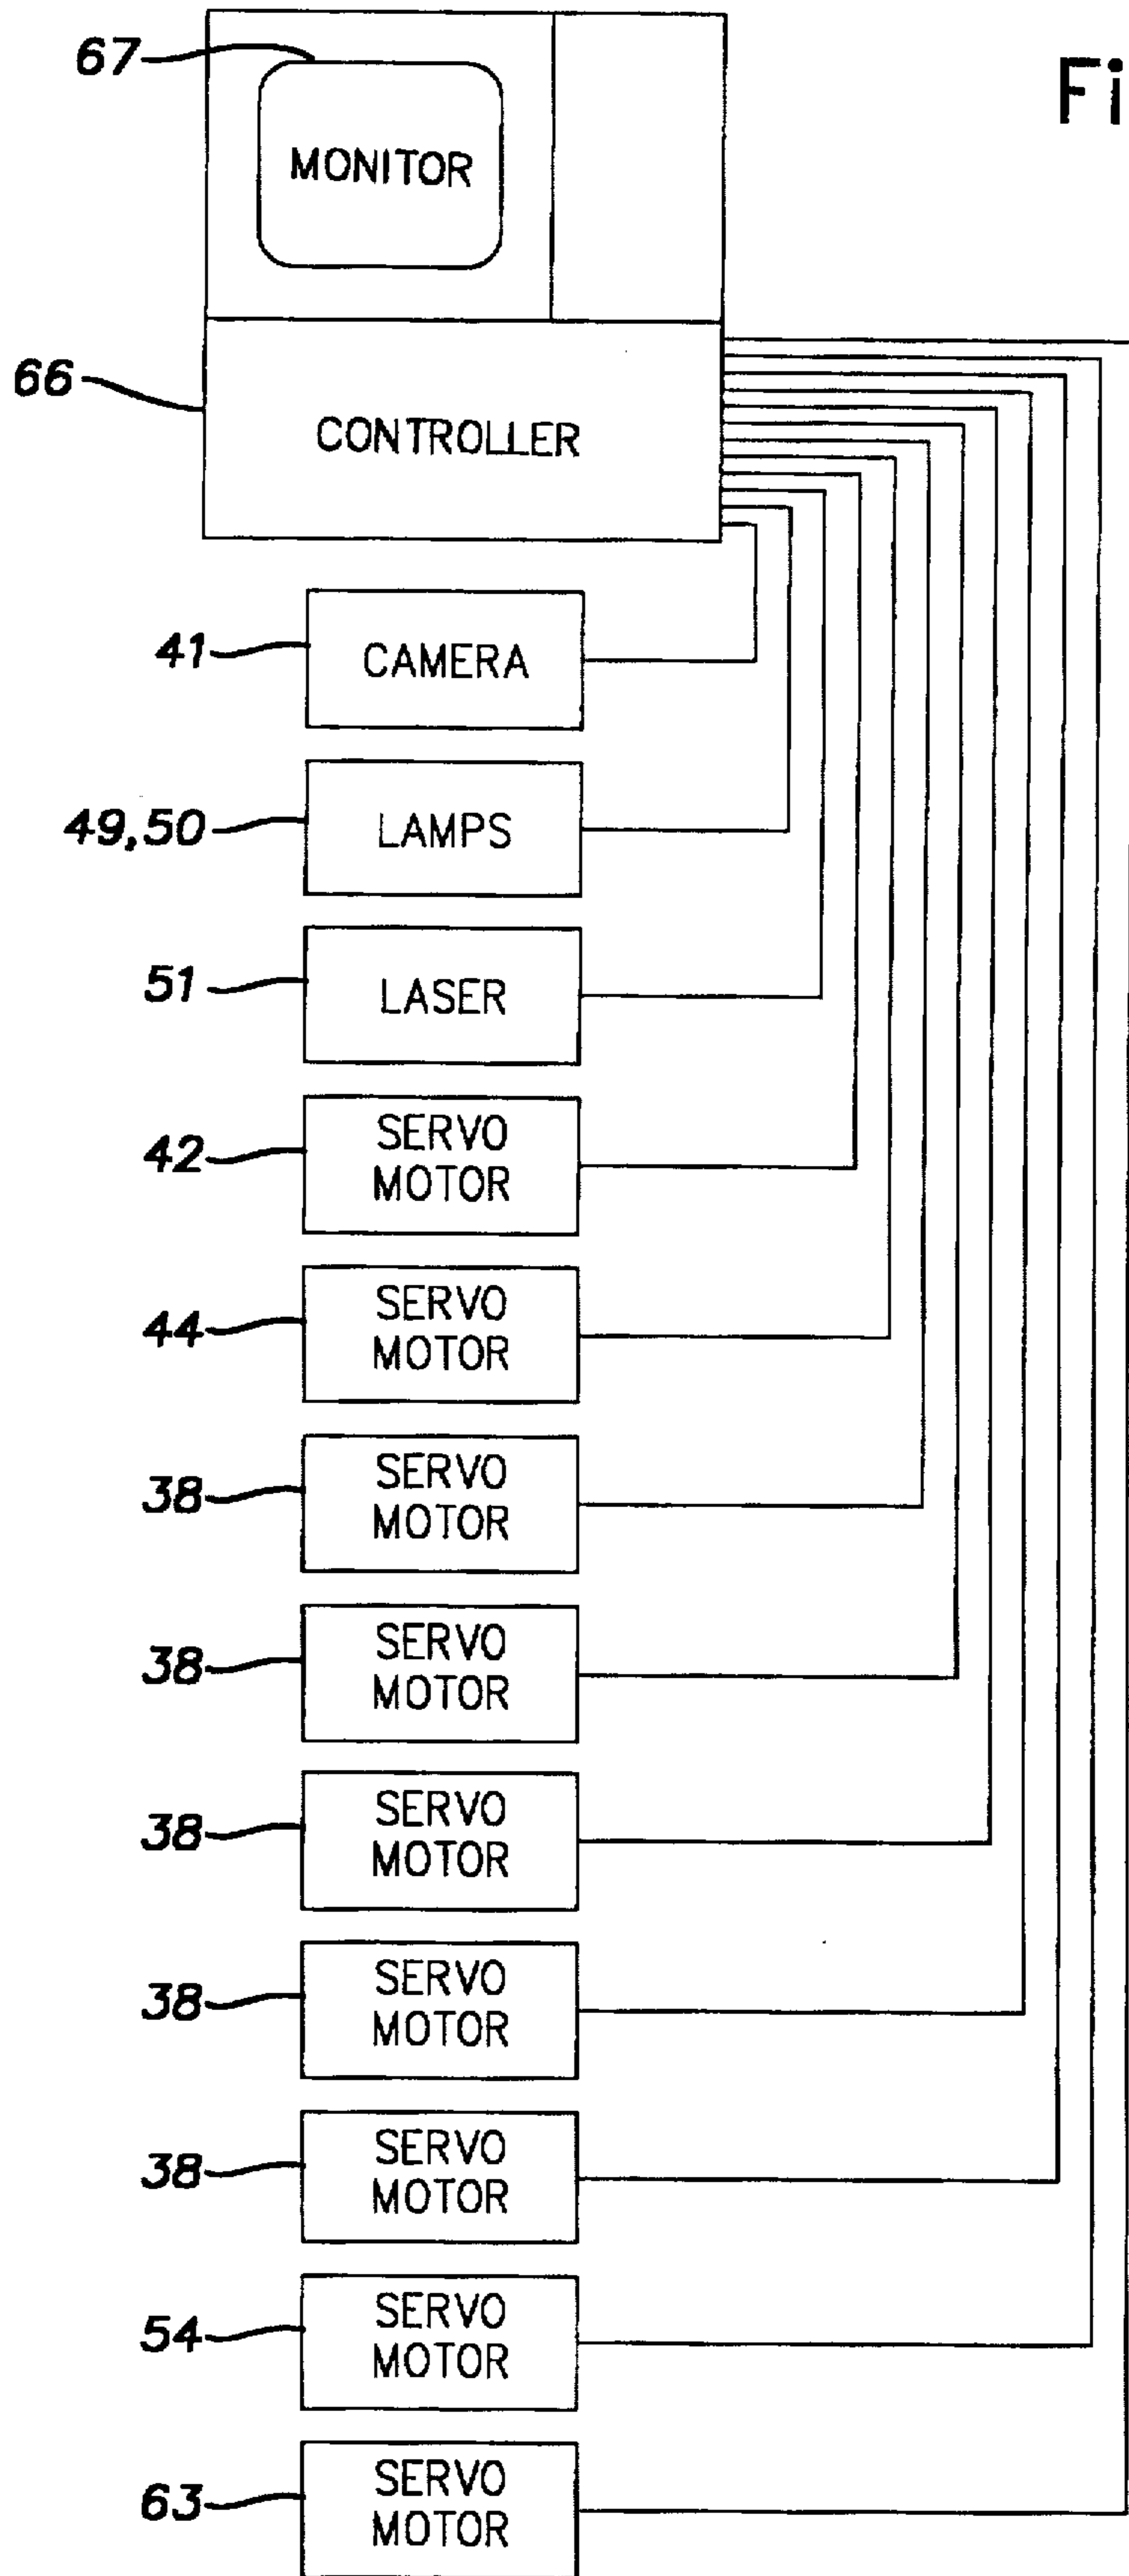 67
Fi
MONITOR
66
CONTROLLER
41
CAMERA
49,50
LAMPS
51
LASER
42
SERVO
MOTOR
44
SERVO
MOTOR
38
SERVO
MOTOR
38
SERVO
MOTOR
38
SERVO
MOTOR
38
SERVO
MOTOR
38
SERVO
MOTOR
54
SERVO
MOTOR
63
SERVO
MOTOR